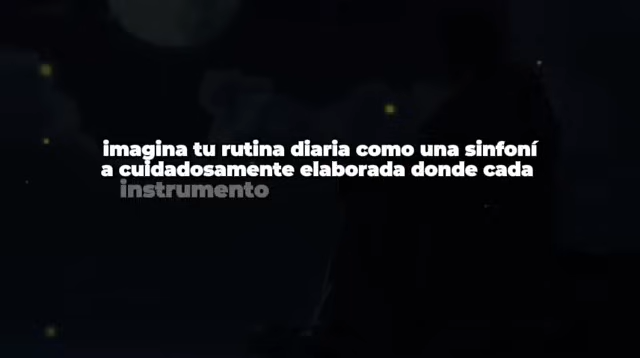 imagina tu rutina diaria como una sinfoní
a cuidadosamente elaborada donde cada
instrumento